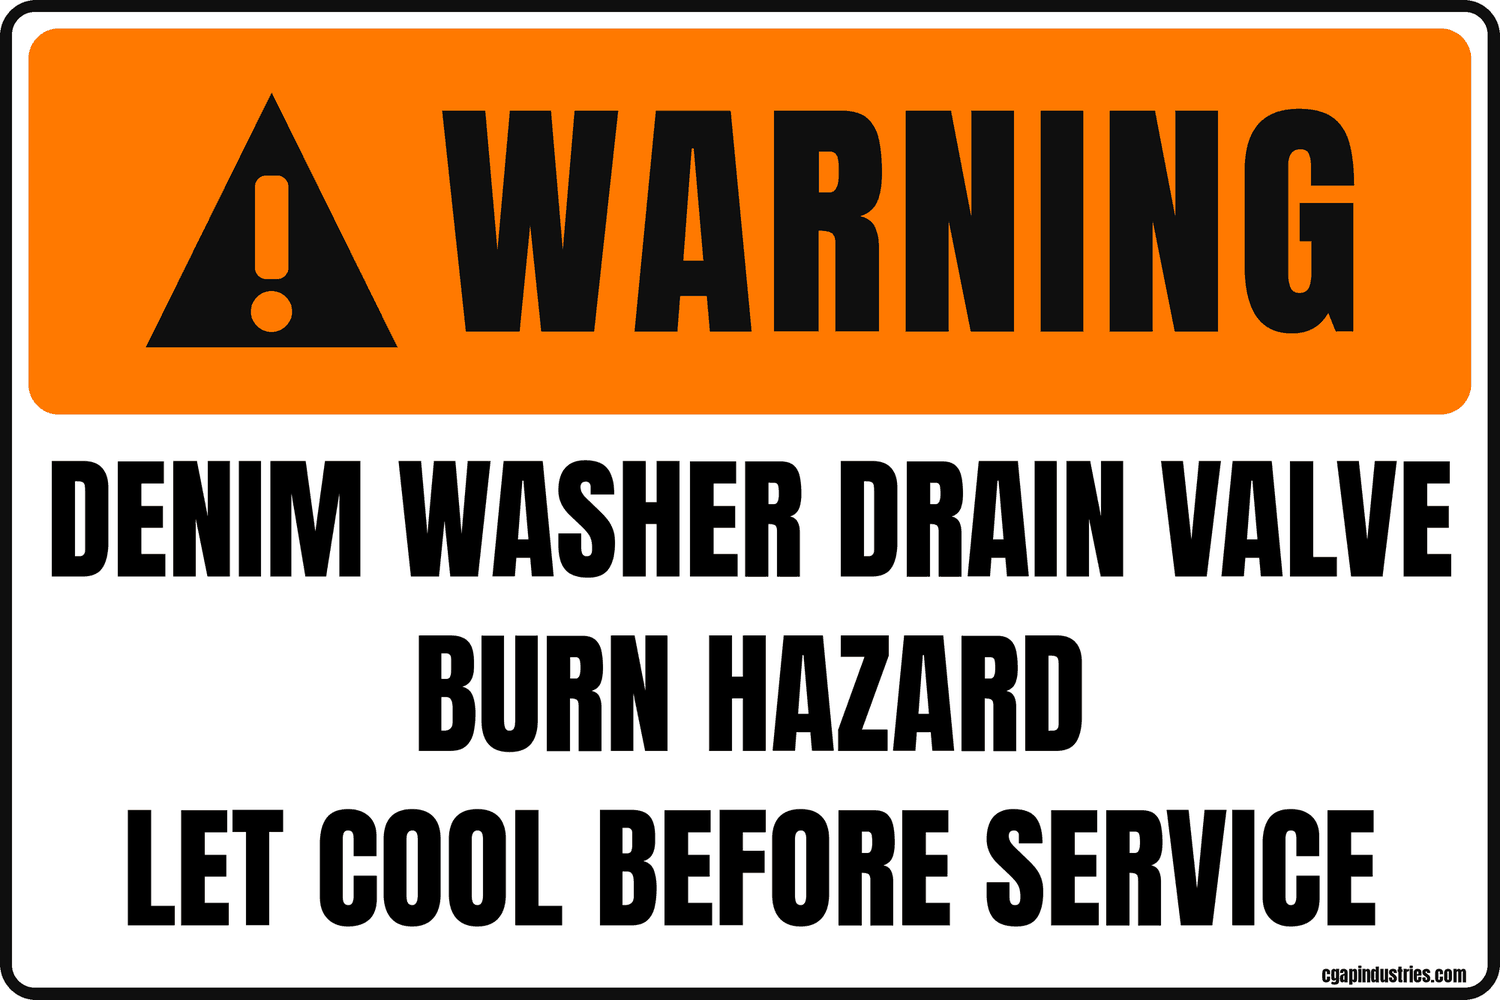 WARNING
DENIM WASHER DRAIN VALVE
BURN HAZARD
LET COOL BEFORE SERVICE
cgapindustries.com